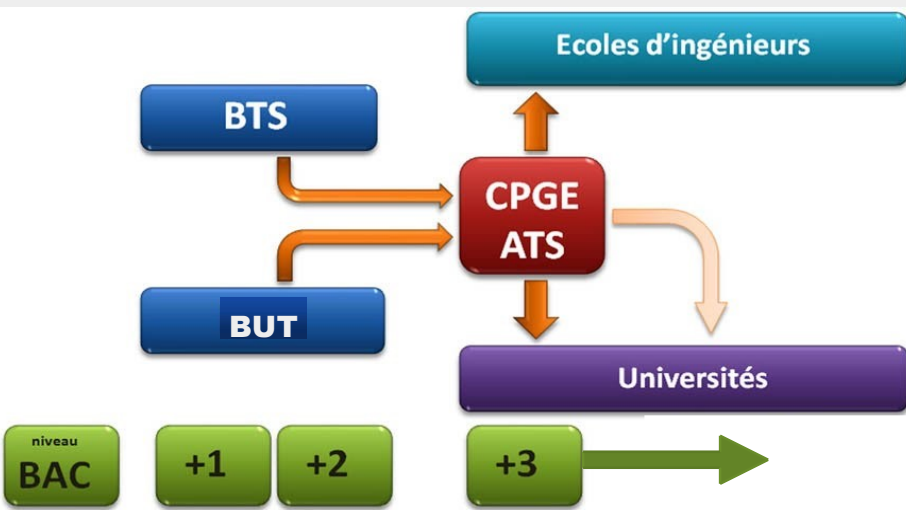 Ecoles d'ingénieurs
BTS
CPGE
ATS
BUT
Universités
niveau
BAC
+1
+2
+3